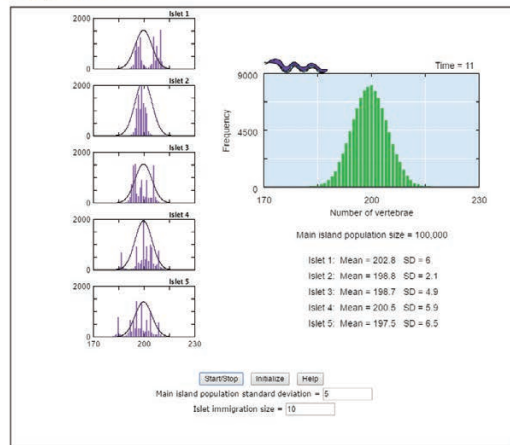 Islet 1
2000
0
Islet 2
2000
0
Islet 3
2000
0
Islet 4
2000
0
Islet 5
2000
0
170 200 230
Time = 11
9000
4500
0
Frequency
170 200 230
Number of vertebrae
Main island population size = 100,000
Islet 1: Mean = 202.8 SD = 6
Islet 2: Mean = 198.8 SD = 2.1
Islet 3: Mean = 198.7 SD = 4.9
Islet 4: Mean = 200.5 SD = 5.9
Islet 5: Mean = 197.5 SD = 6.5
Start/Stop Initialize Help
Main island population standard deviation = 5
Islet immigration size = 10